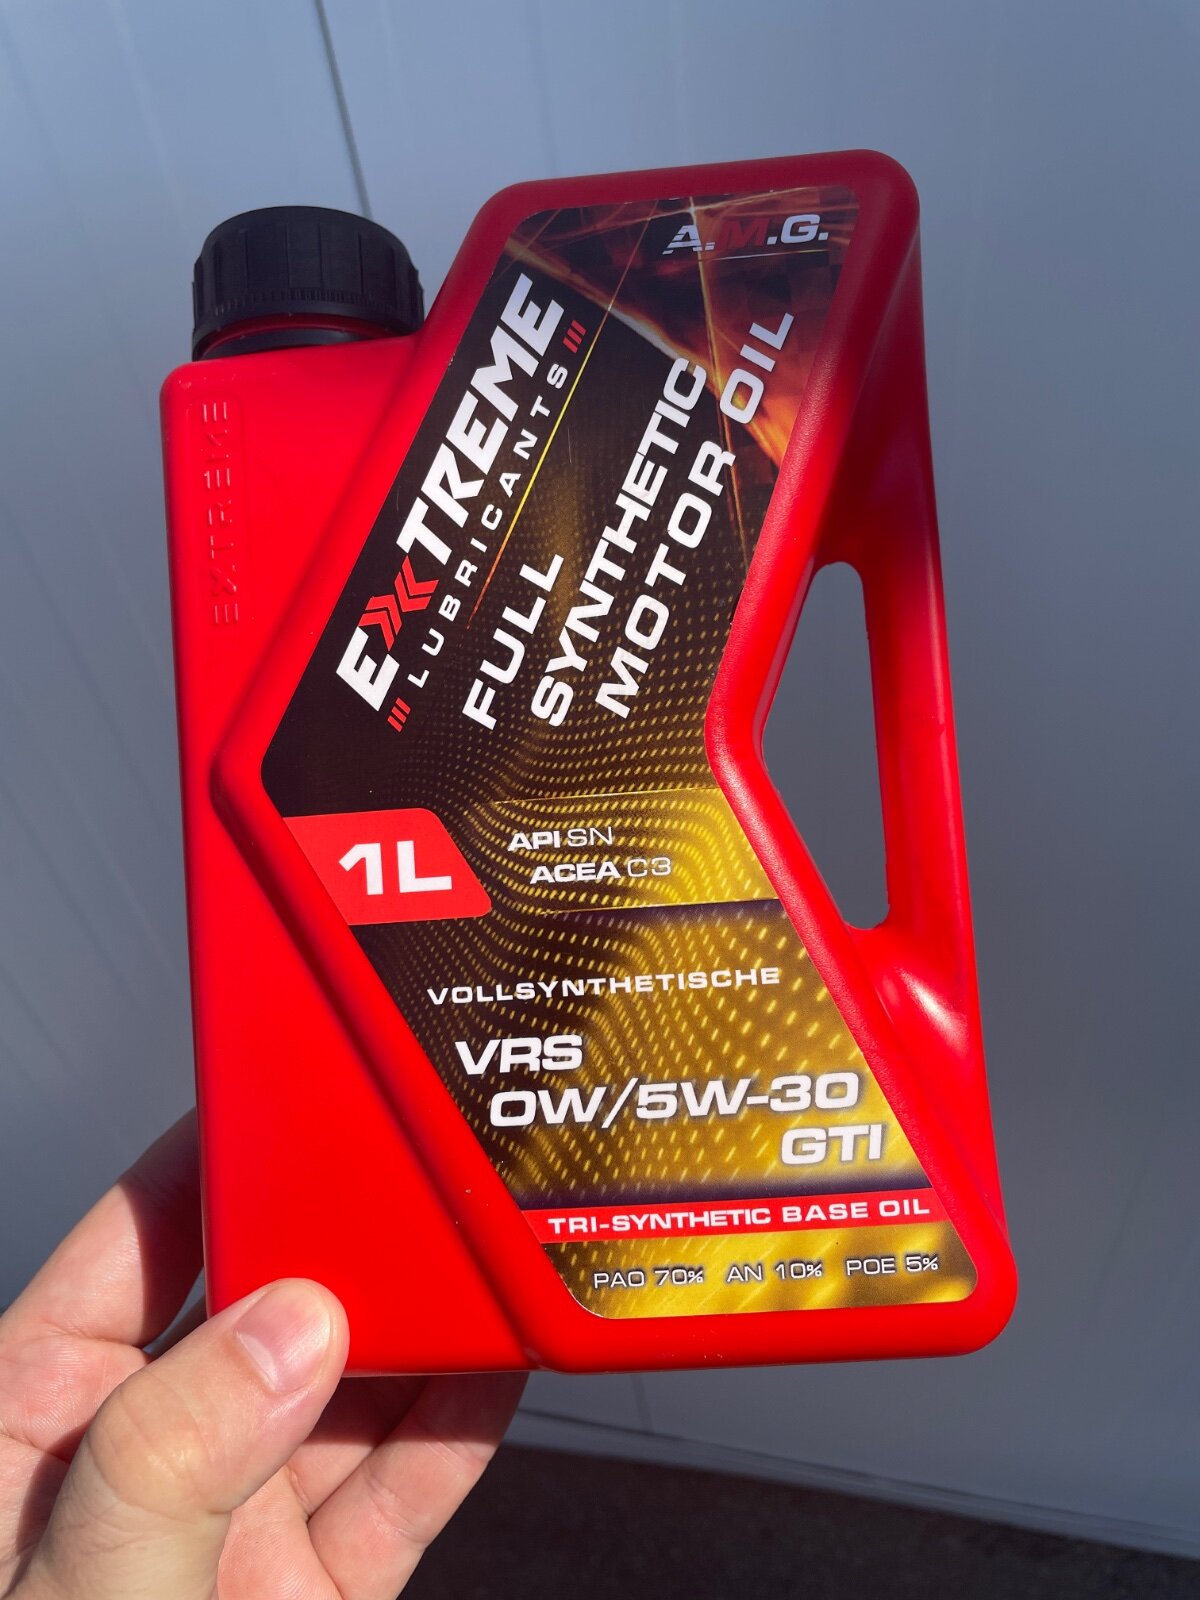 A.M.G.
EXTREME
LUBRICANTS
FULL
SYNTHETIC
MOTOR OIL
EXTREME
1L
API SN
ACEA C3
VOLLSYNTHETISCHE
VRS
0W/5W-30
GTI
TRI-SYNTHETIC BASE OIL
PAO 70% AN 10% POE 5%